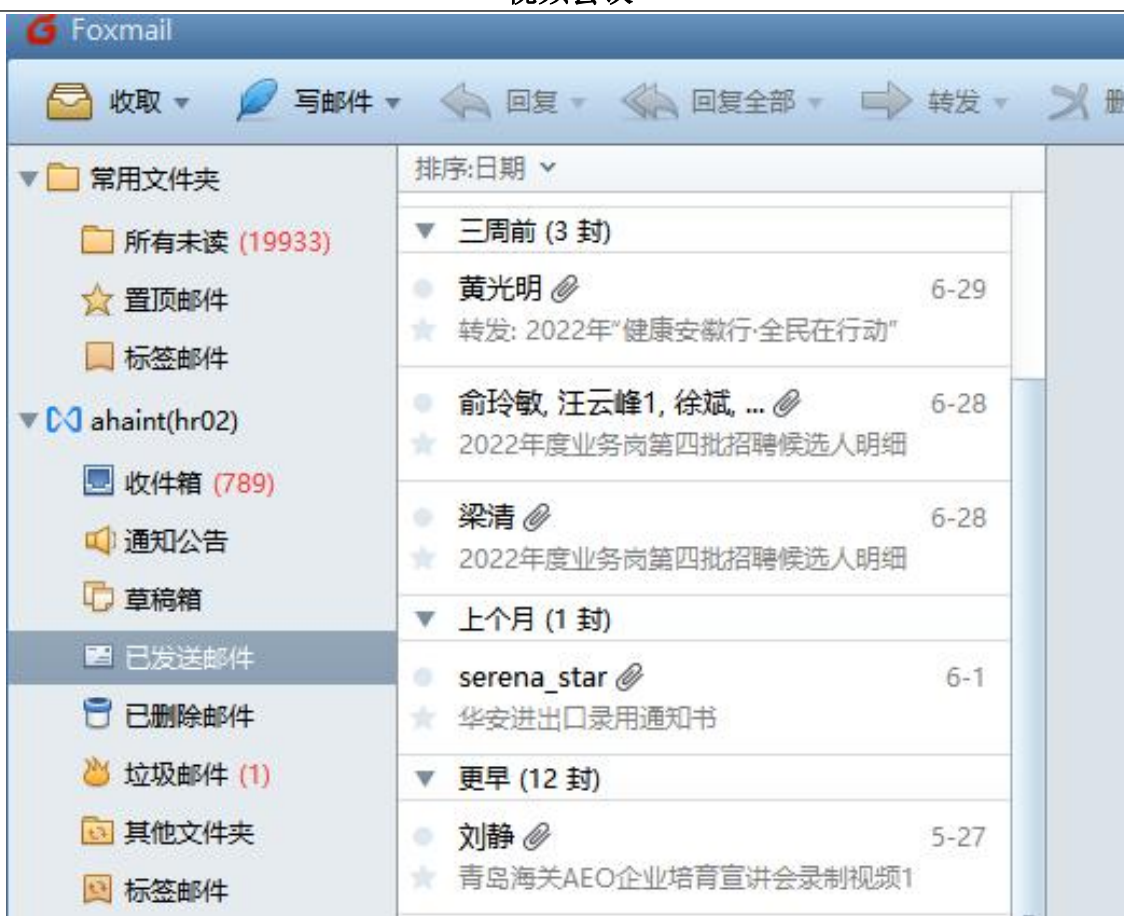 Foxmail
收取
写邮件
回复
回复全部
转发
常用文件夹
所有未读 (19933)
置顶邮件
标签邮件
ahaint(hr02)
收件箱 (789)
通知公告
草稿箱
已发送邮件
已删除邮件
垃圾邮件 (1)
其他文件夹
标签邮件
排序:日期
三周前 (3 封)
黄光明 6-29
转发: 2022年“健康安徽行·全民在行动”
俞玲敏, 汪云峰1, 徐斌, ... 6-28
2022年度业务岗第四批招聘候选人明细
梁清 6-28
2022年度业务岗第四批招聘候选人明细
上个月 (1 封)
serena_star 6-1
华安进出口录用通知书
更早 (12 封)
刘静 5-27
青岛海关AEO企业培育宣讲会录制视频1